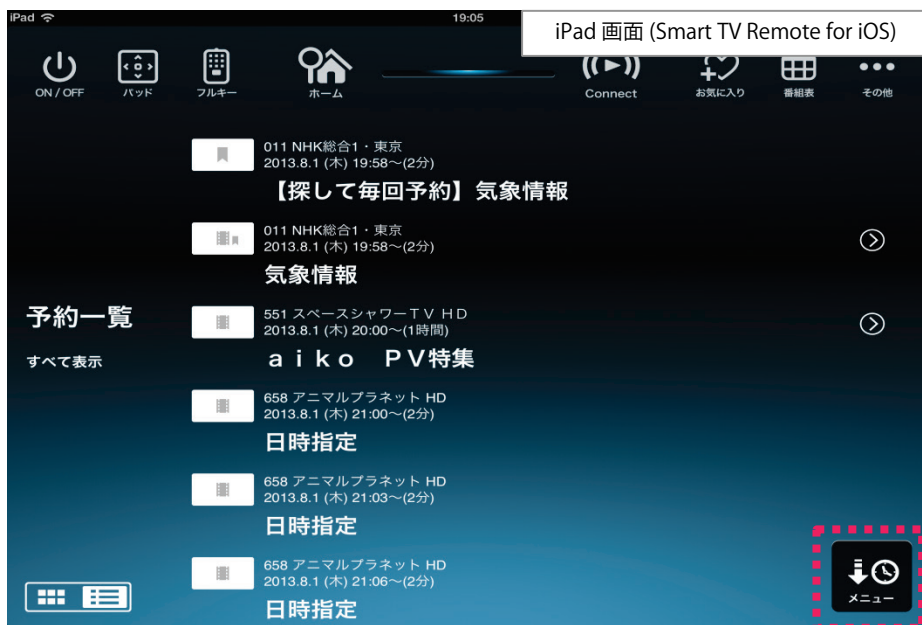 iPad 19:05
iPad 画面 (Smart TV Remote for iOS)
ON / OFF パッド フルキー ホーム Connect お気に入り 番組表 その他
011 NHK総合1・東京
2013.8.1 (木) 19:58〜(2分)
【探して毎回予約】気象情報
011 NHK総合1・東京
2013.8.1 (木) 19:58〜(2分)
気象情報
予約一覧
すべて表示
551 スペースシャワーＴＶ ＨＤ
2013.8.1 (木) 20:00〜(1時間)
ａｉｋｏ　ＰＶ特集
658 アニマルプラネット HD
2013.8.1 (木) 21:00〜(2分)
日時指定
658 アニマルプラネット HD
2013.8.1 (木) 21:03〜(2分)
日時指定
658 アニマルプラネット HD
2013.8.1 (木) 21:06〜(2分)
日時指定
メニュー